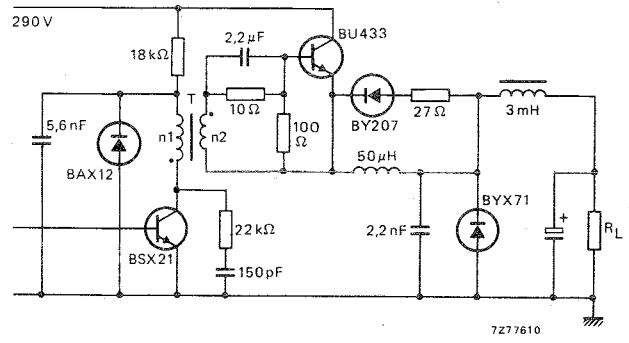 290 V
BU433
2,2 µF
18 kΩ
T
10 Ω
BY207
27 Ω
3 mH
5,6 nF
n1
n2
100 Ω
50 µH
BAX12
BYX71
+
22 kΩ
2,2 nF
R L
BSX21
150 pF
7Z77610